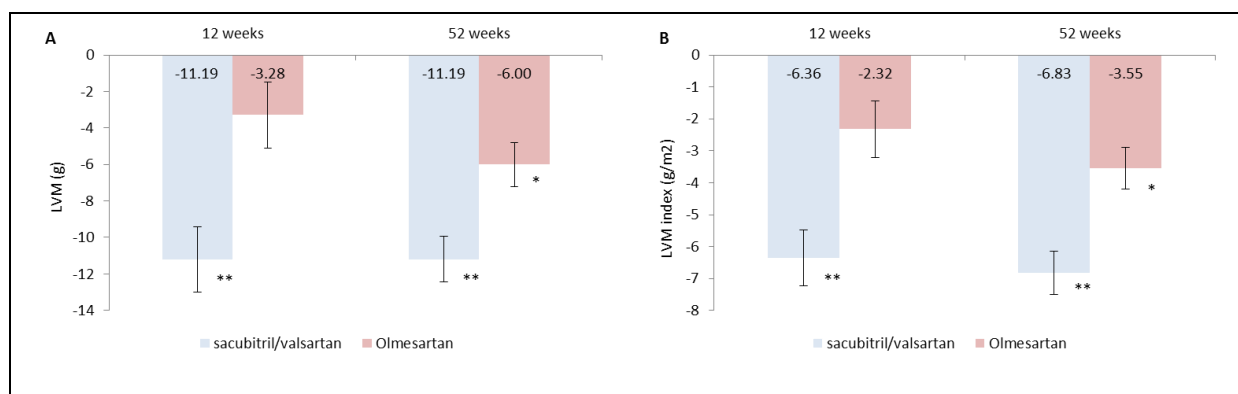 A
12 weeks 52 weeks
0
-2
-4
-6
-8
-10
-12
-14
LVM (g)
-11.19 -3.28 -11.19 -6.00
**
**
*
sacubitril/valsartan Olmesartan
B
12 weeks 52 weeks
0
-1
-2
-3
-4
-5
-6
-7
-8
LVM index (g/m2)
-6.36 -2.32 -6.83 -3.55
**
**
*
sacubitril/valsartan Olmesartan